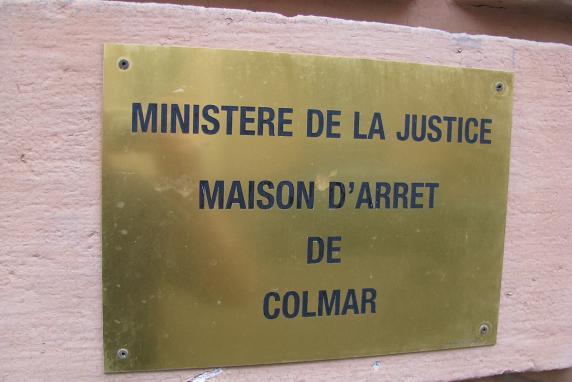 MINISTERE DE LA JUSTICE
MAISON D'ARRET
DE
COLMAR